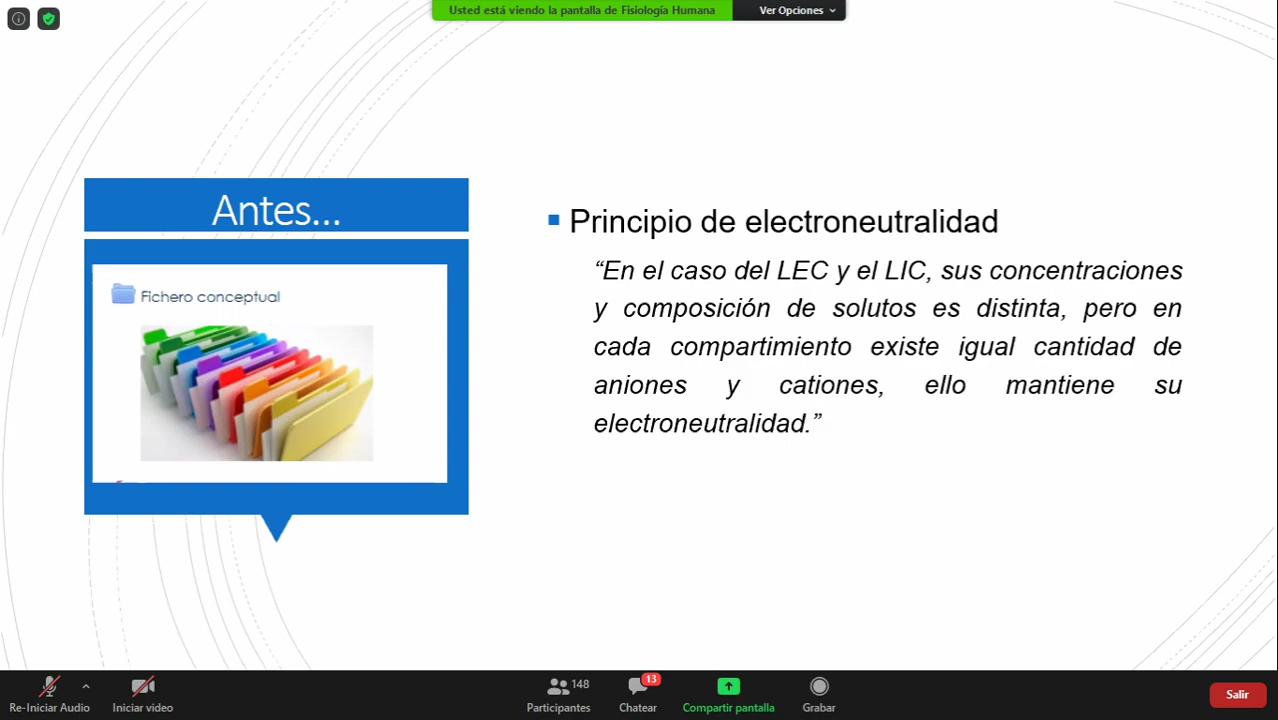 Usted está viendo la pantalla de Fisiología Humana
Ver Opciones
Antes...
Fichero conceptual
Principio de electroneutralidad
“En el caso del LEC y el LIC, sus concentraciones
y composición de solutos es distinta, pero en
cada compartimiento existe igual cantidad de
aniones y cationes, ello mantiene su
electroneutralidad.”
Re-Iniciar Audio
Iniciar video
148
Participantes
13
Chatear
Compartir pantalla
Grabar
Salir